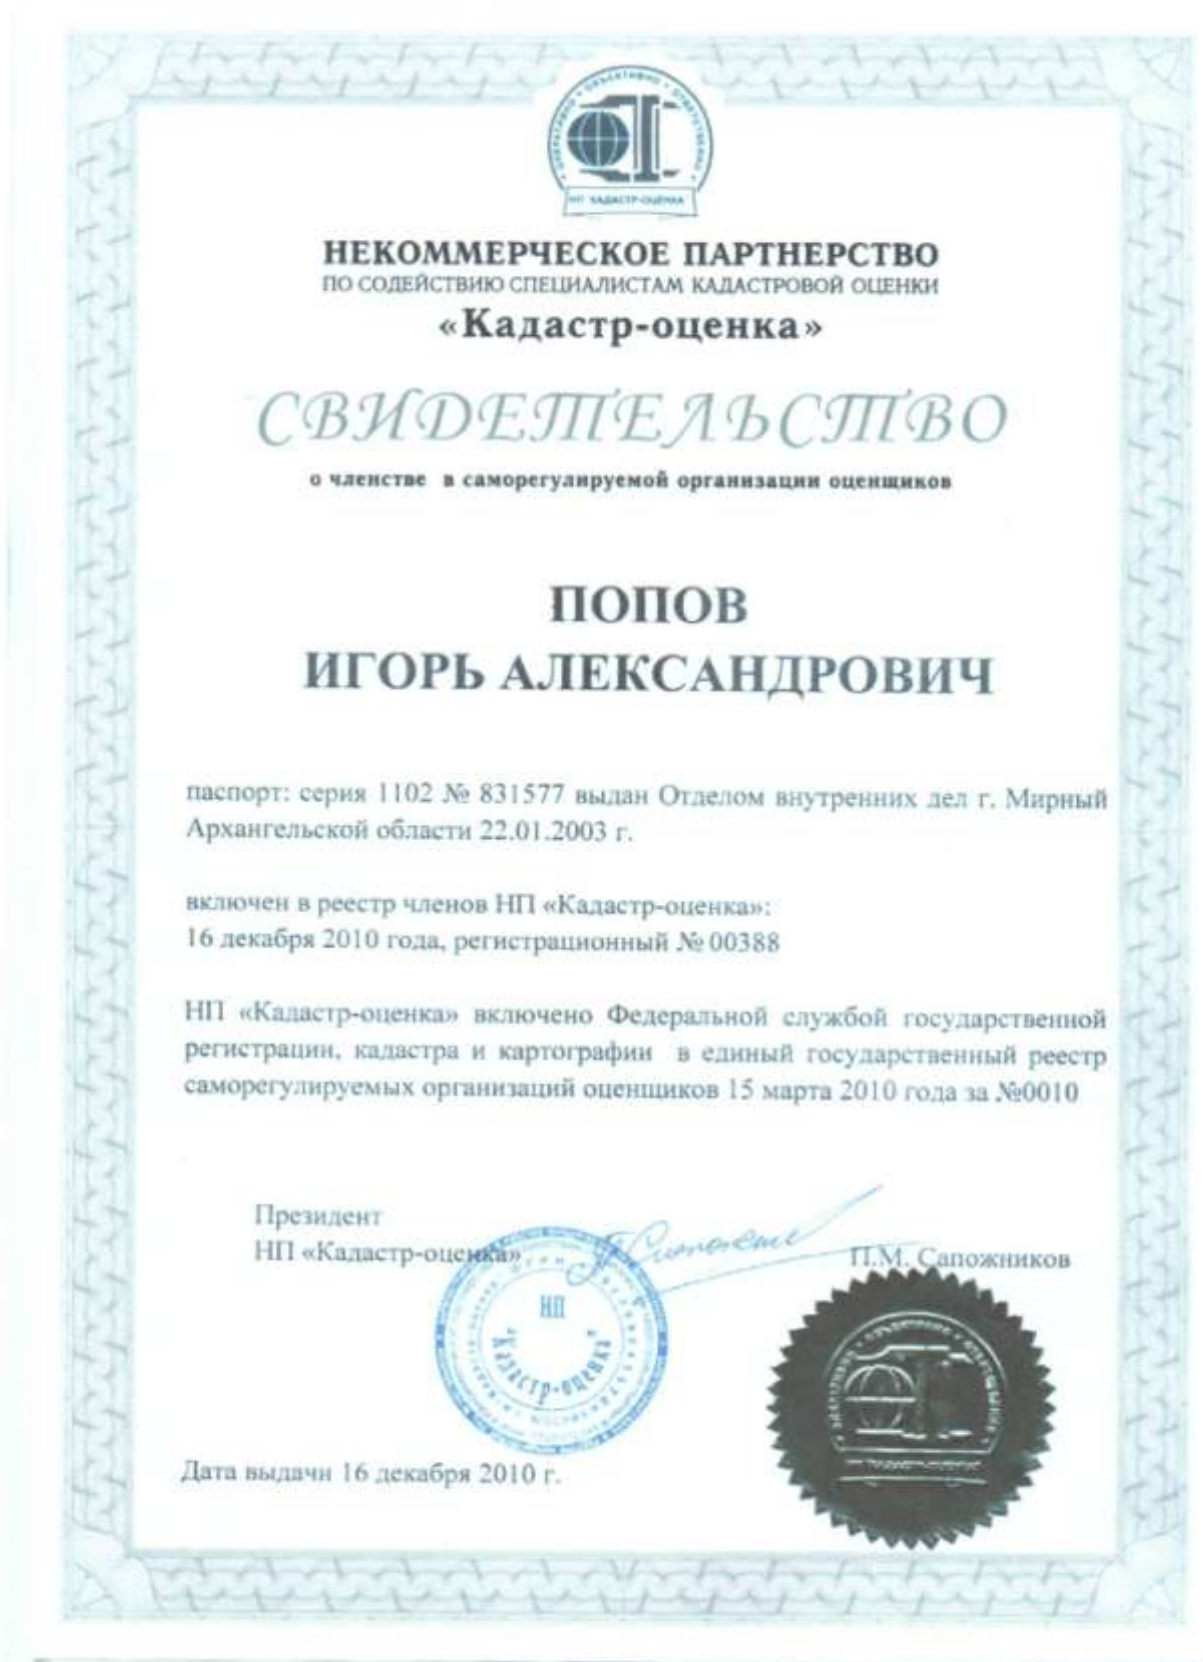 НП "КАДАСТР-ОЦЕНКА"
НЕКОММЕРЧЕСКОЕ ПАРТНЕРСТВО
ПО СОДЕЙСТВИЮ СПЕЦИАЛИСТАМ КАДАСТРОВОЙ ОЦЕНКИ
«Кадастр-оценка»
СВИДЕТЕЛЬСТВО
о членстве в саморегулируемой организации оценщиков
ПОПОВ
ИГОРЬ АЛЕКСАНДРОВИЧ
паспорт: серия 1102 № 831577 выдан Отделом внутренних дел г. Мирный
Архангельской области 22.01.2003 г.
включен в реестр членов НП «Кадастр-оценка»:
16 декабря 2010 года, регистрационный № 00388
НП «Кадастр-оценка» включено Федеральной службой государственной
регистрации, кадастра и картографии в единый государственный реестр
саморегулируемых организаций оценщиков 15 марта 2010 года за №0010
Президент
НП «Кадастр-оценка»
П.М. Сапожников
НП
"Кадастр-оценка"
Дата выдачи 16 декабря 2010 г.